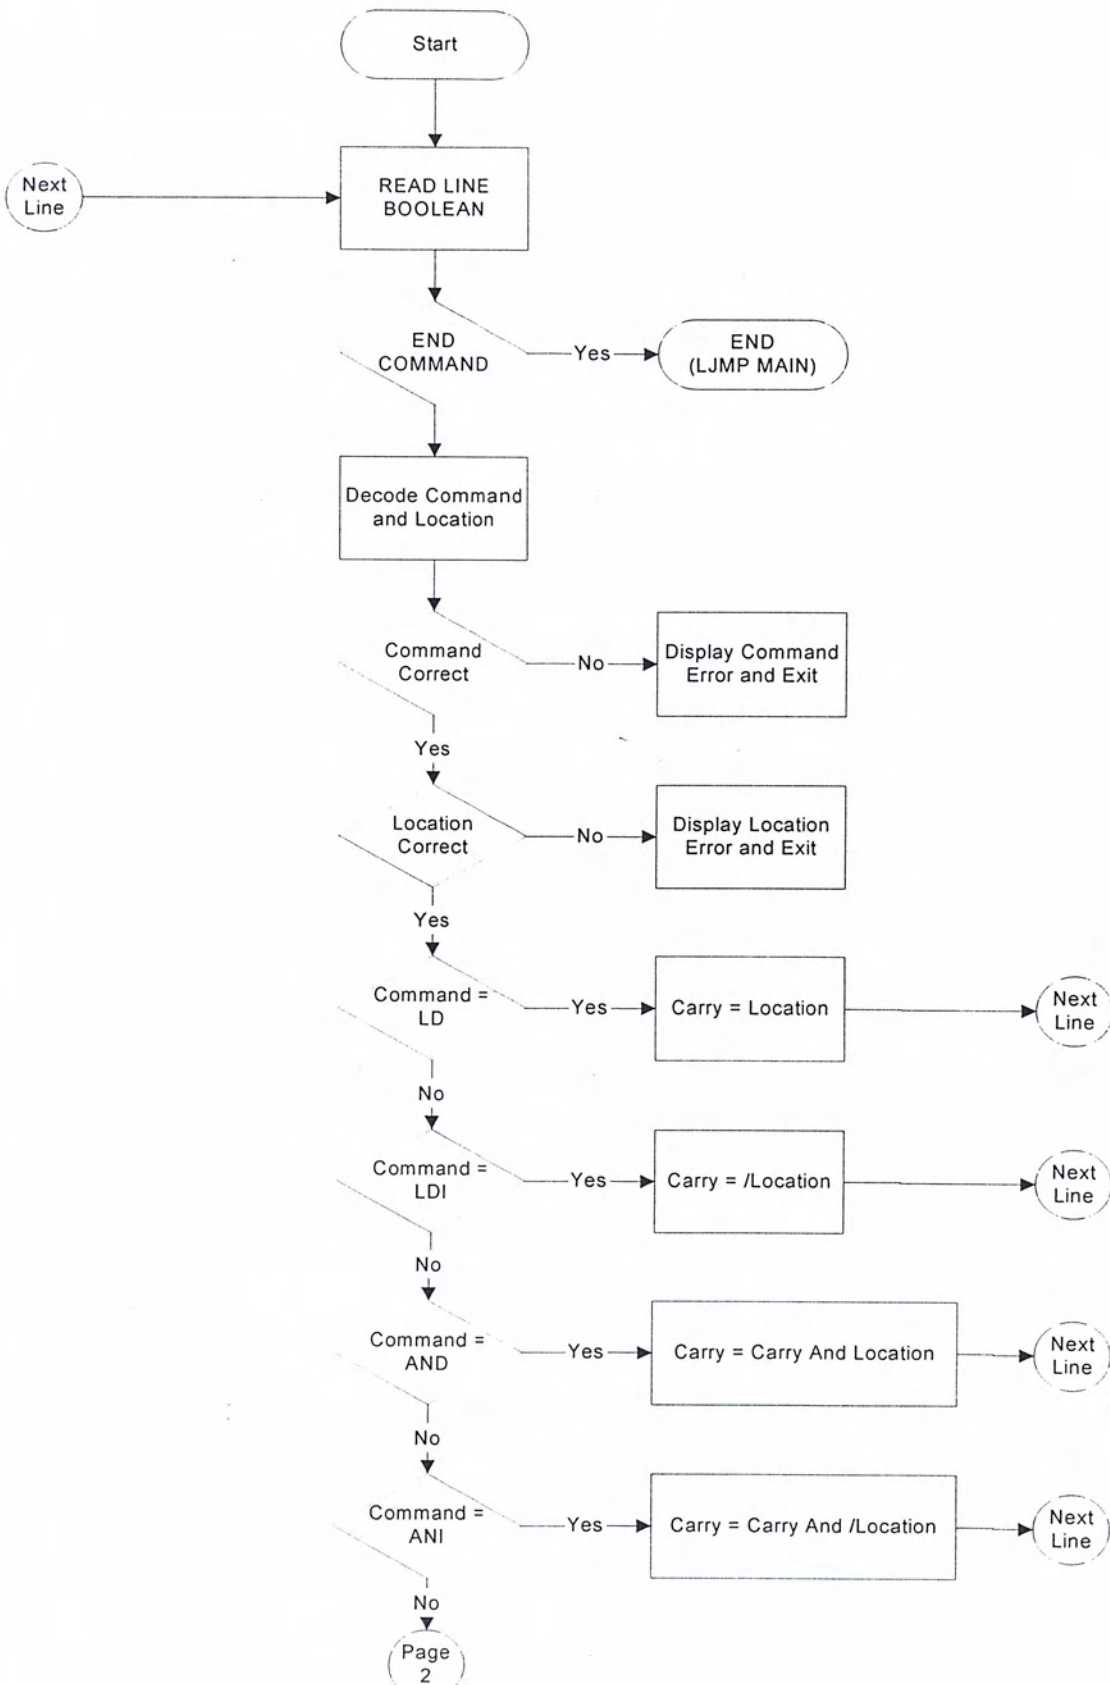 Start
Next
Line
READ LINE
BOOLEAN
END
COMMAND
Yes
END
(LJMP MAIN)
Decode Command
and Location
Command
Correct
No
Display Command
Error and Exit
Yes
Location
Correct
No
Display Location
Error and Exit
Yes
Command =
LD
Yes
Carry = Location
Next
Line
No
Command =
LDI
Yes
Carry = /Location
Next
Line
No
Command =
AND
Yes
Carry = Carry And Location
Next
Line
No
Command =
ANI
Yes
Carry = Carry And /Location
Next
Line
No
Page
2